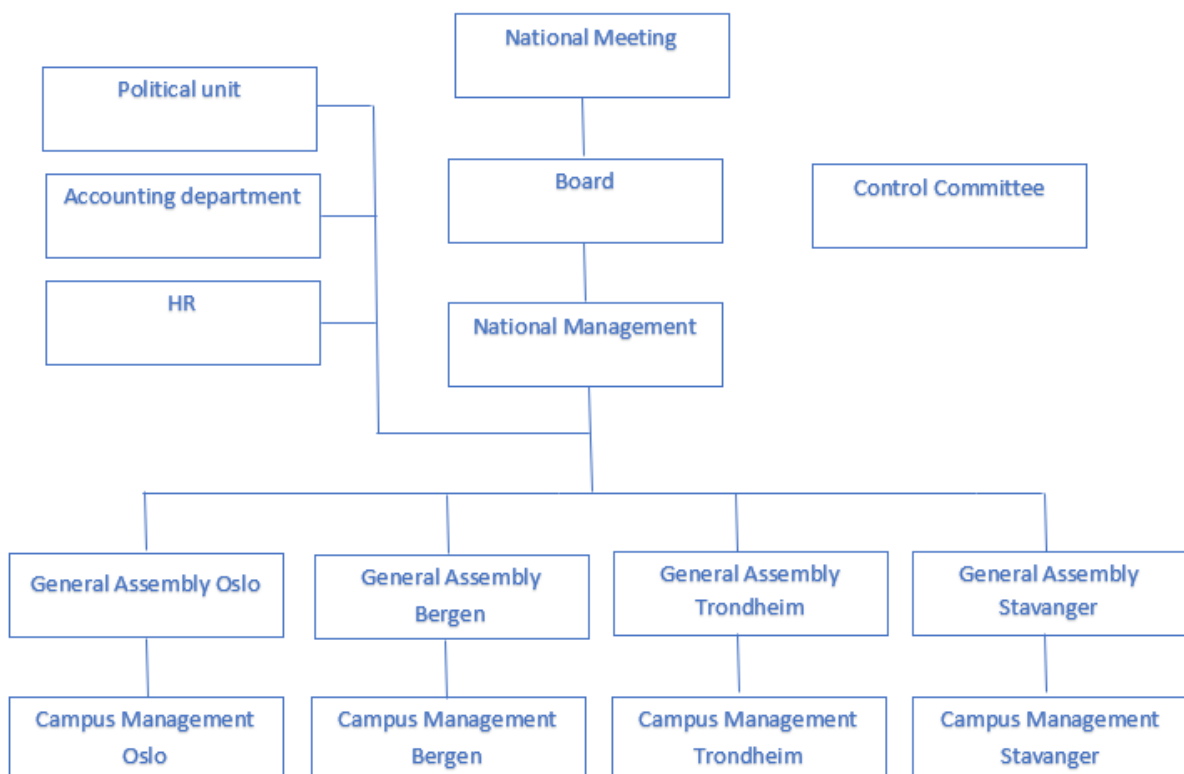 National Meeting
Political unit
Board
Control Committee
Accounting department
HR
National Management
General Assembly Oslo
General Assembly
Bergen
General Assembly
Trondheim
General Assembly
Stavanger
Campus Management
Oslo
Campus Management
Bergen
Campus Management
Trondheim
Campus Management
Stavanger